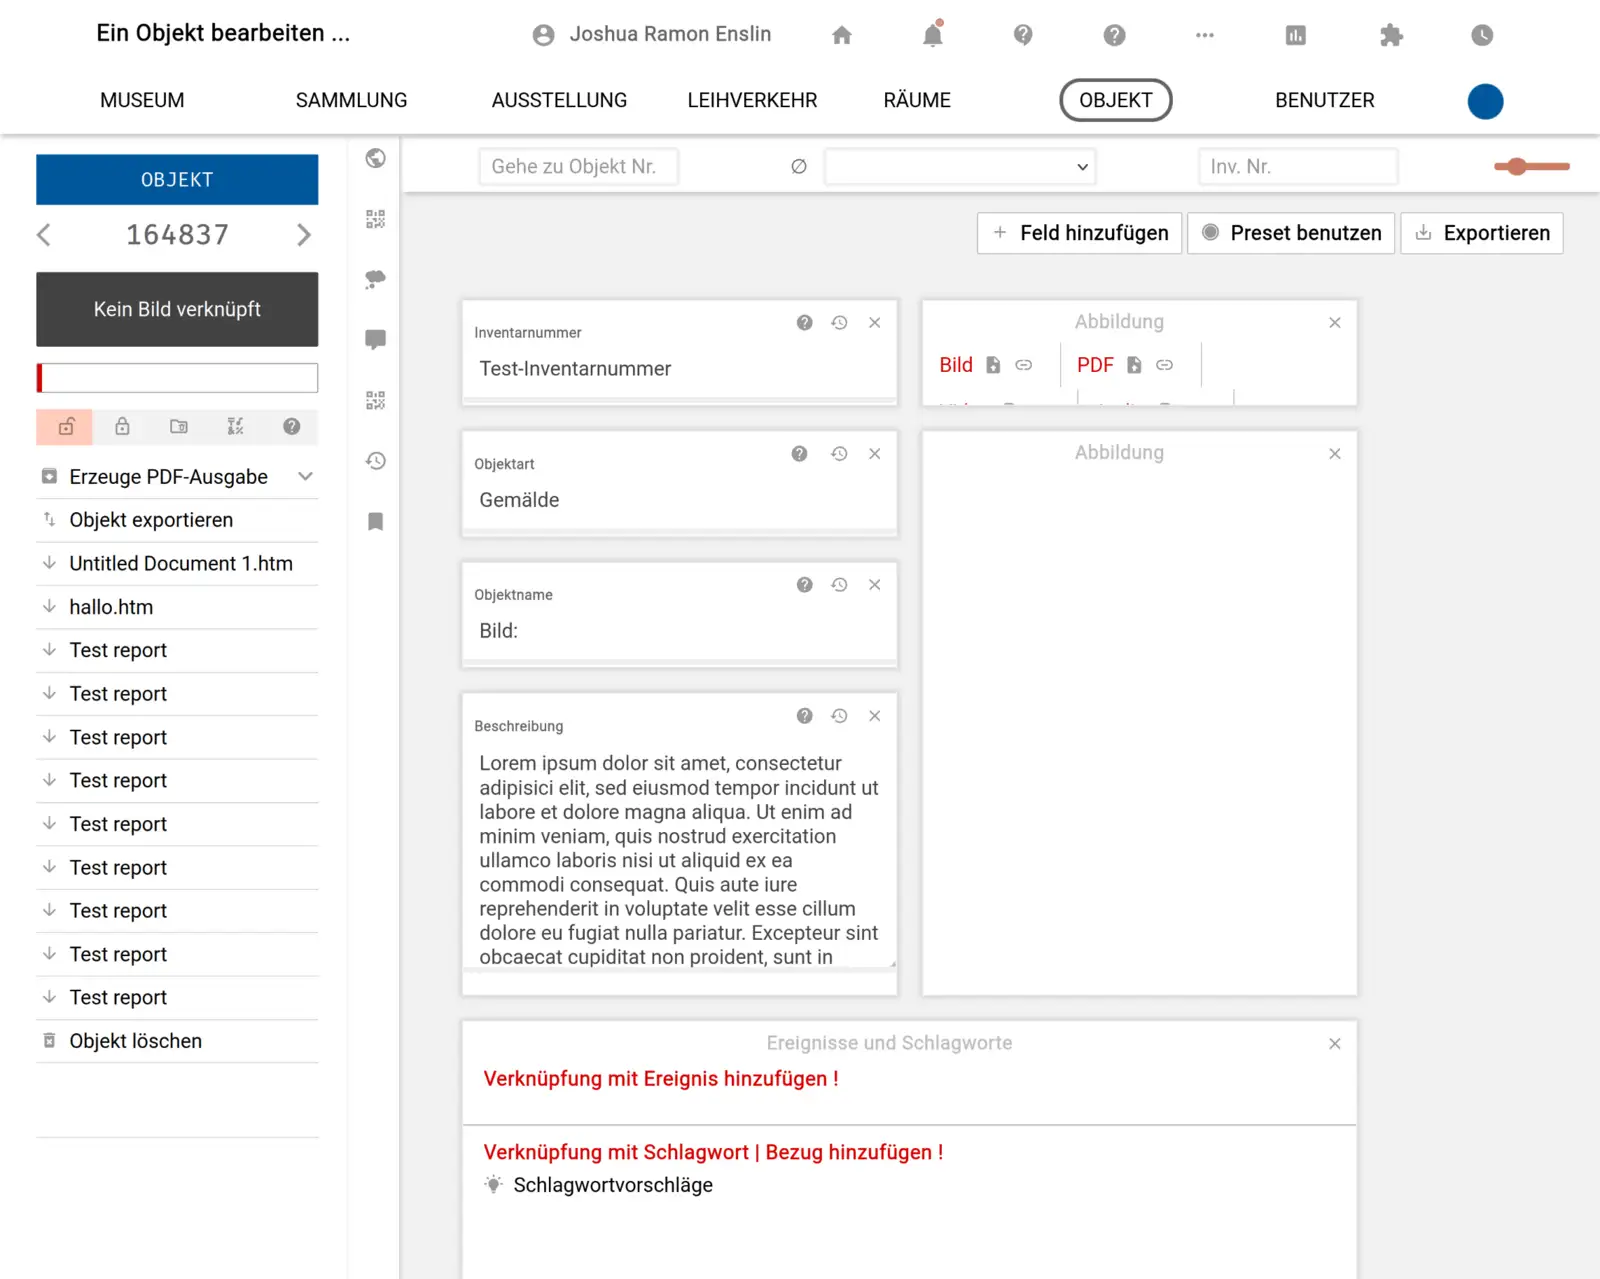 Ein Objekt bearbeiten ...
Joshua Ramon Enslin
MUSEUM
SAMMLUNG
AUSSTELLUNG
LEIHVERKEHR
RÄUME
OBJEKT
BENUTZER
OBJEKT
164837
Kein Bild verknüpft
Erzeuge PDF-Ausgabe
Objekt exportieren
Untitled Document 1.htm
hallo.htm
Test report
Test report
Test report
Test report
Test report
Test report
Test report
Test report
Test report
Objekt löschen
Gehe zu Objekt Nr.
Inv. Nr.
Feld hinzufügen
Preset benutzen
Exportieren
Inventarnummer
Test-Inventarnummer
Objektart
Gemälde
Objektname
Bild:
Beschreibung
Lorem ipsum dolor sit amet, consectetur
adipisici elit, sed eiusmod tempor incidunt ut
labore et dolore magna aliqua. Ut enim ad
minim veniam, quis nostrud exercitation
ullamco laboris nisi ut aliquid ex ea
commodi consequat. Quis aute iure
reprehenderit in voluptate velit esse cillum
dolore eu fugiat nulla pariatur. Excepteur sint
obcaecat cupiditat non proident, sunt in
Abbildung
Bild
PDF
Abbildung
Ereignisse und Schlagworte
Verknüpfung mit Ereignis hinzufügen !
Verknüpfung mit Schlagwort | Bezug hinzufügen !
Schlagwortvorschläge